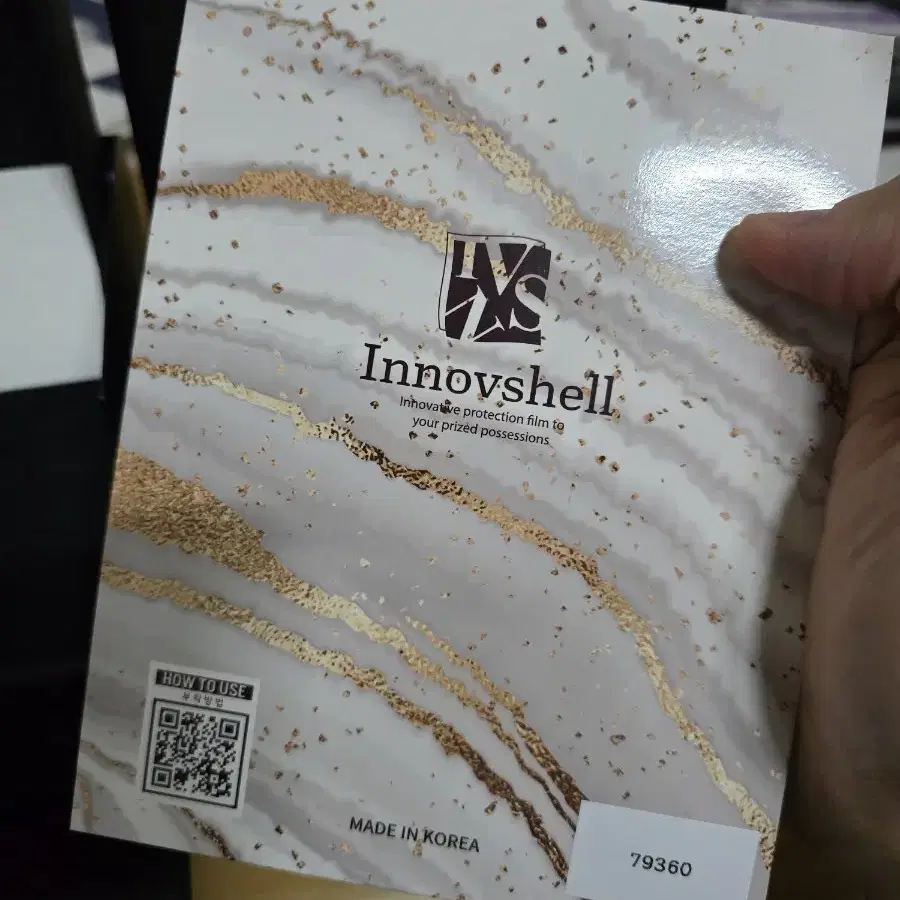 IVS
Innovshell
Innovative protection film to
your prized possessions
HOW TO USE
부착방법
MADE IN KOREA
79360